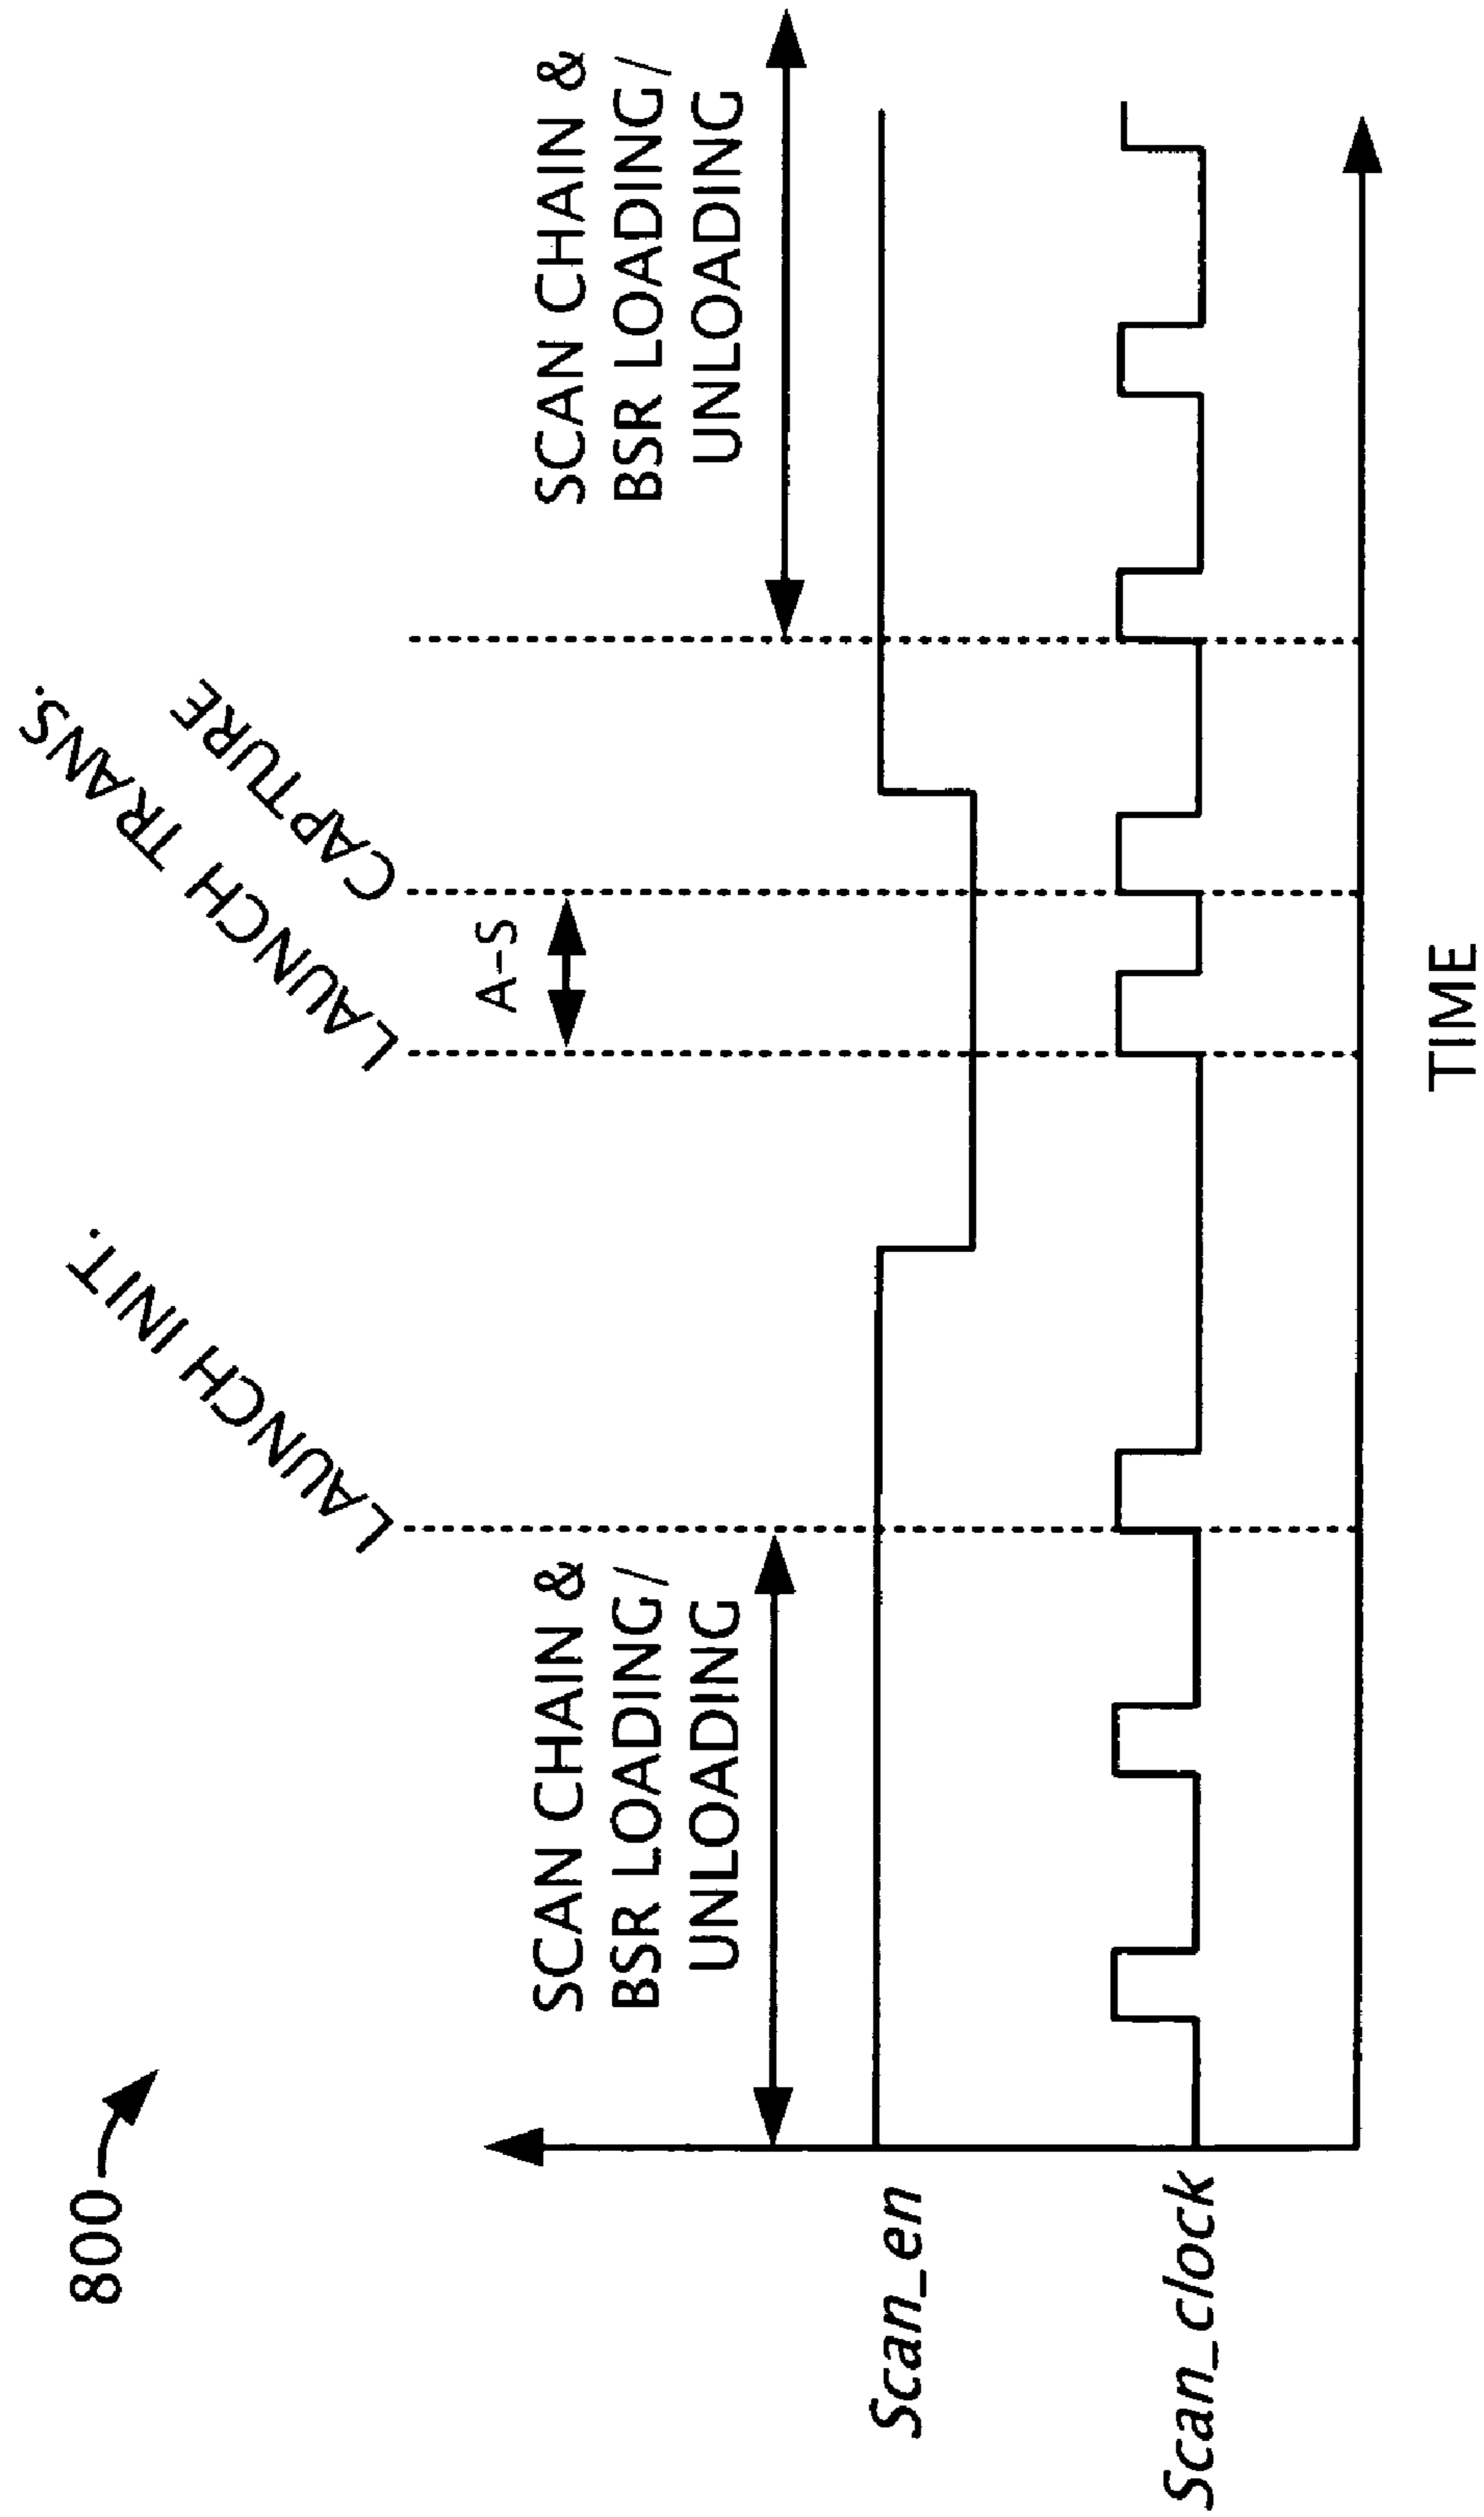 800
LAUNCH INIT.
LAUNCH TRANS.
CAPTURE
A-S
SCAN CHAIN &
BSR LOADING/
UNLOADING
SCAN CHAIN &
BSR LOADING/
UNLOADING
Scan_en
Scan_clock
TIME